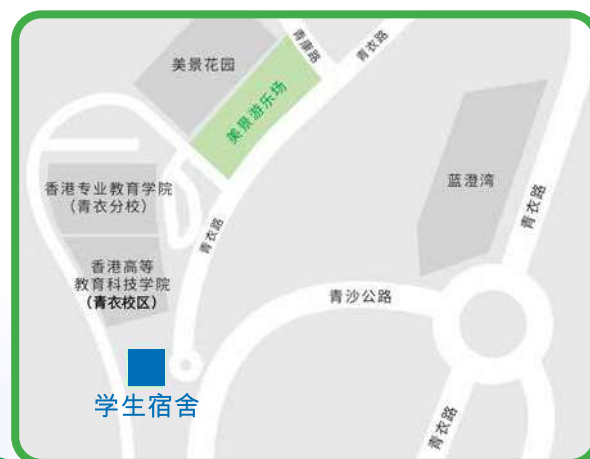 美景花园
青康路
青衣路
美景游乐场
香港专业教育学院
（青衣分校）
蓝澄湾
青衣路
青衣路
香港高等
教育科技学院
（青衣校区）
青沙公路
学生宿舍
青衣路